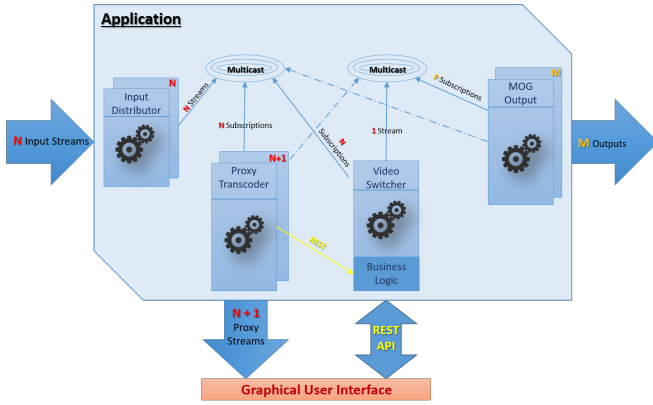 Application
Multicast
Multicast
N
Input
Distributor
N Streams
N Subscriptions
N
Subscriptions
1 Stream
P Subscriptions
M
MOG
Output
N Input Streams
M Outputs
N+1
Proxy
Transcoder
Video
Switcher
REST
Business
Logic
N + 1
Proxy
Streams
REST
API
Graphical User Interface